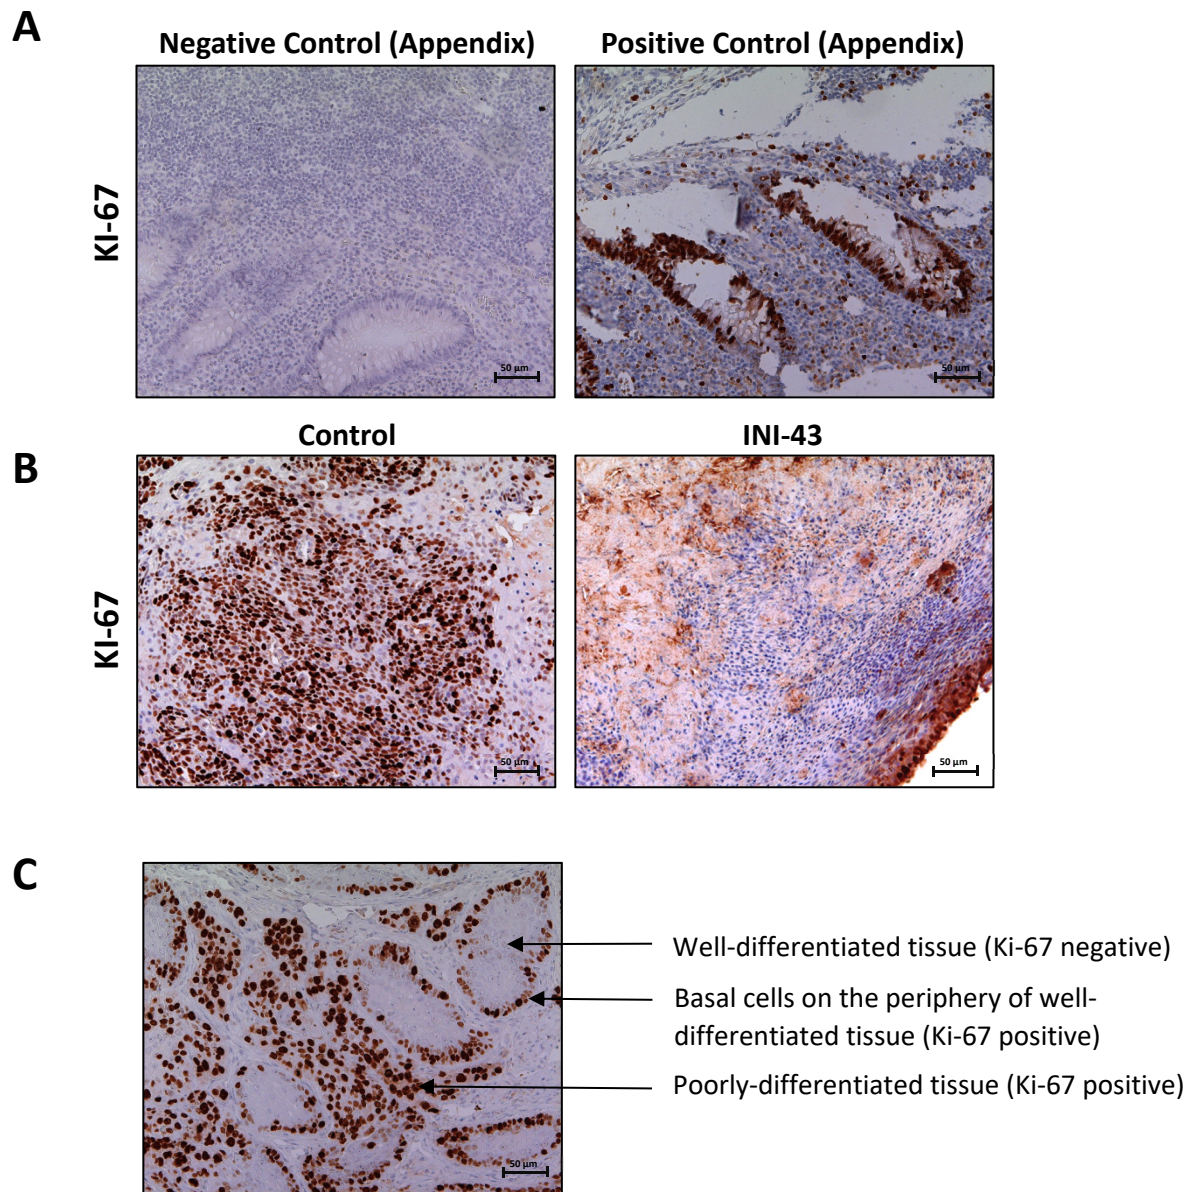 A
Negative Control (Appendix)
Positive Control (Appendix)
KI-67
50 µm
50 µm
B
Control
INI-43
KI-67
50 µm
50 µm
C
Well-differentiated tissue (Ki-67 negative)
Basal cells on the periphery of well-
differentiated tissue (Ki-67 positive)
Poorly-differentiated tissue (Ki-67 positive)
50 µm